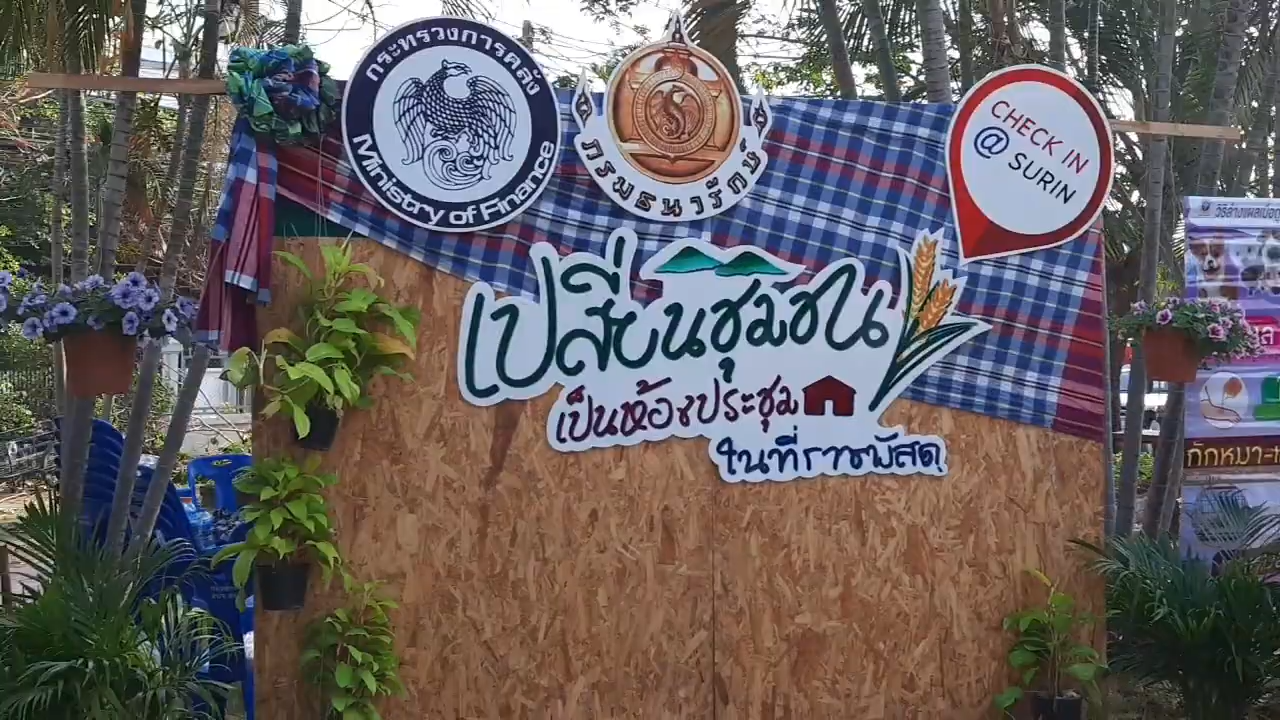 กระทรวงการคลัง
Ministry of Finance
กรมธนารักษ์
CHECK IN
@ SURIN
เปลี่ยนชุมชน
เป็นห้องประชุม
ในที่ราชพัสดุ